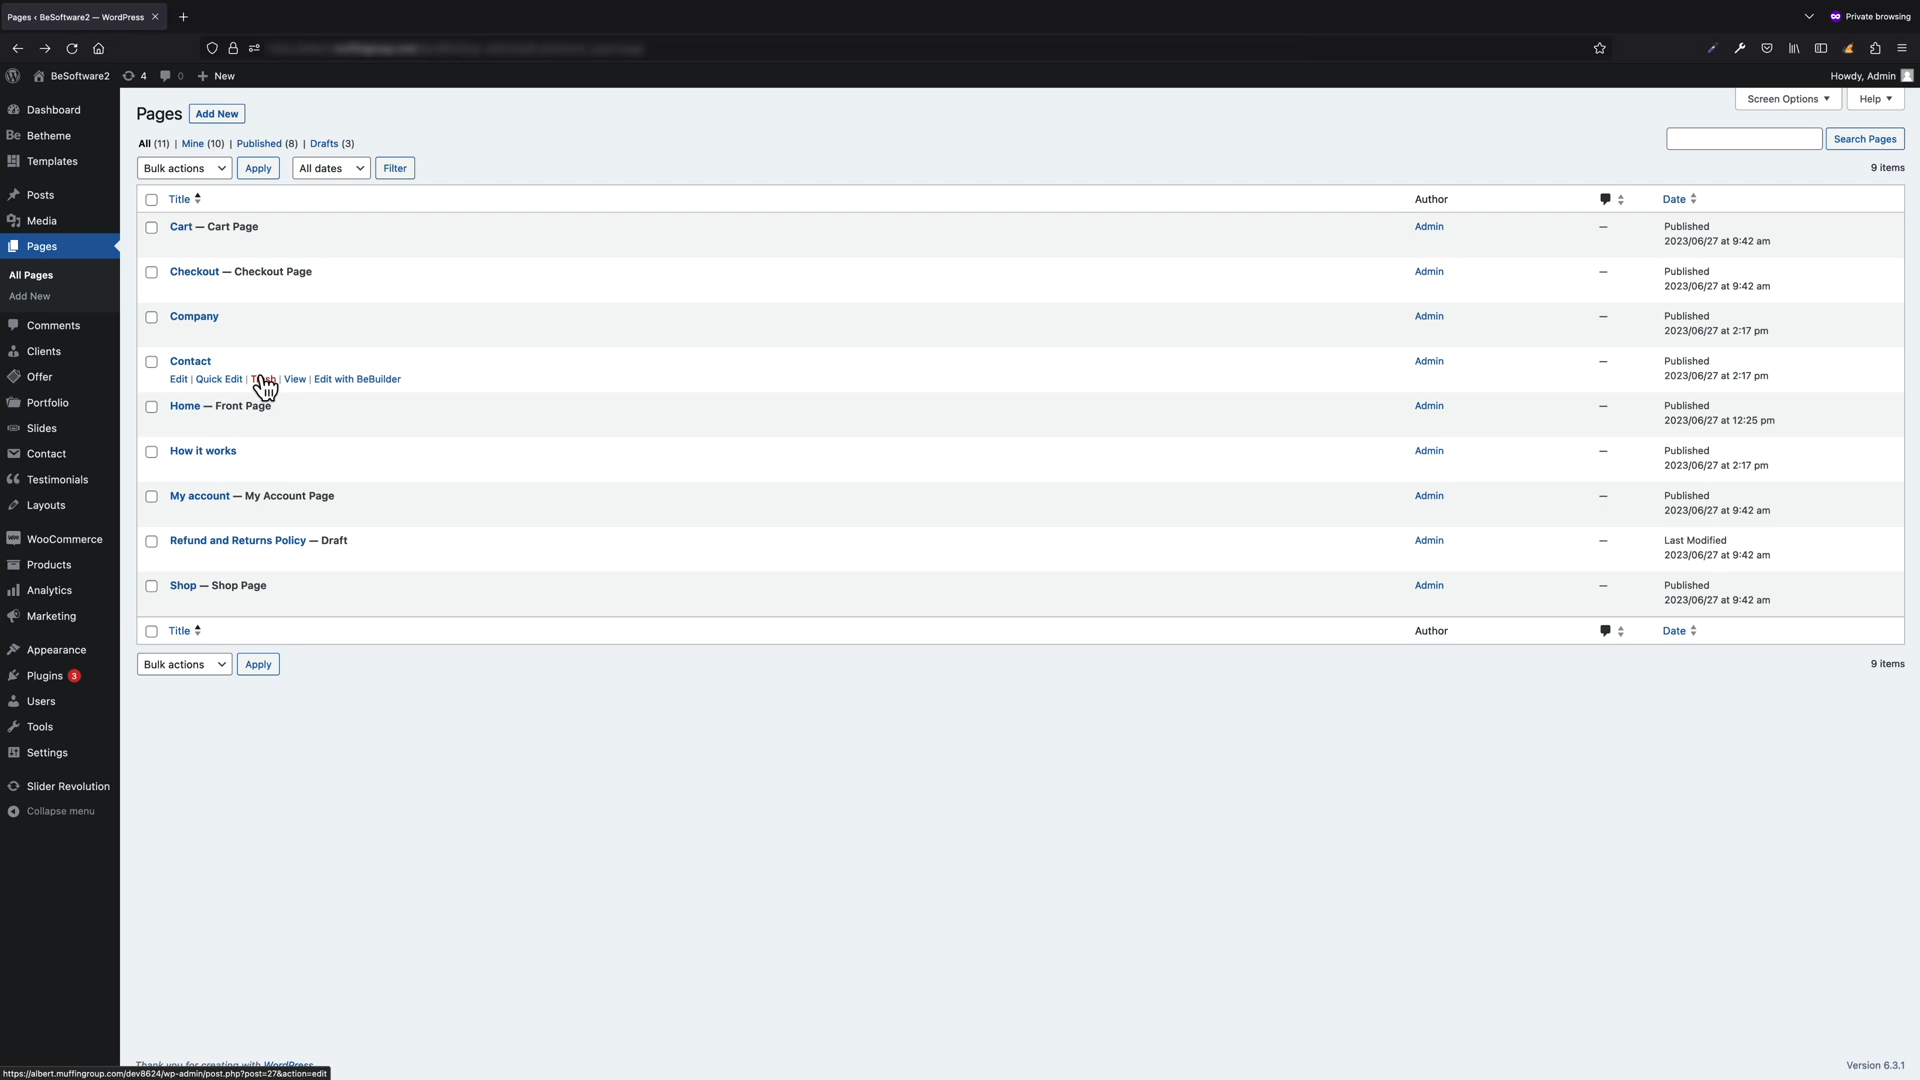 Pages ‹ BeSoftware2 — WordPress
Private browsing
BeSoftware2 4 0 New
Howdy, Admin
Dashboard
Betheme
Templates
Posts
Media
Pages
All Pages
Add New
Comments
Clients
Offer
Portfolio
Slides
Contact
Testimonials
Layouts
WooCommerce
Products
Analytics
Marketing
Appearance
Plugins 3
Users
Tools
Settings
Slider Revolution
Collapse menu
Pages Add New
Screen Options Help
All (11) | Mine (10) | Published (8) | Drafts (3)
Search Pages
Bulk actions Apply All dates Filter
9 items
Title Author Date
Cart — Cart Page Admin — Published
2023/06/27 at 9:42 am
Checkout — Checkout Page Admin — Published
2023/06/27 at 9:42 am
Company Admin — Published
2023/06/27 at 2:17 pm
Contact Admin — Published
2023/06/27 at 2:17 pm
Edit | Quick Edit | | View | Edit with BeBuilder
Home — Front Page Admin — Published
2023/06/27 at 12:25 pm
How it works Admin — Published
2023/06/27 at 2:17 pm
My account — My Account Page Admin — Published
2023/06/27 at 9:42 am
Refund and Returns Policy — Draft Admin — Last Modified
2023/06/27 at 9:42 am
Shop — Shop Page Admin — Published
2023/06/27 at 9:42 am
Title Author Date
Bulk actions Apply
9 items
Thank you for creating with WordPress
Version 6.3.1
https://albert.muffingroup.com/dev8624/wp-admin/post.php?post=27&action=edit